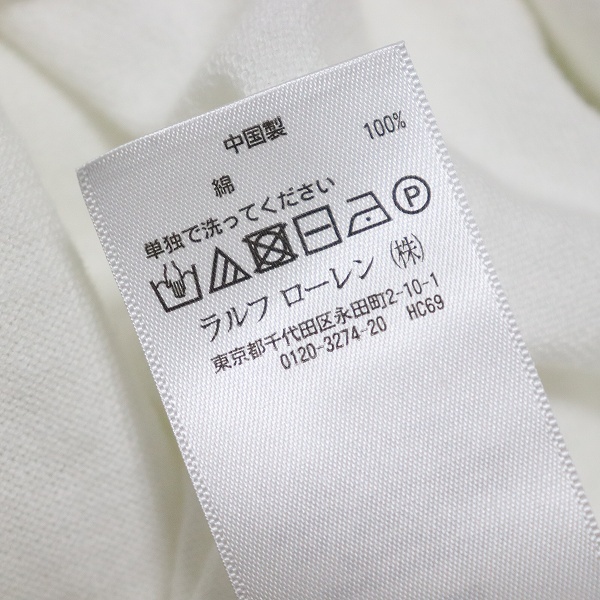 中国製
綿 100%
単独で洗ってください
P
ラルフ ローレン (株)
東京都千代田区永田町2-10-1
0120-3274-20 HC69